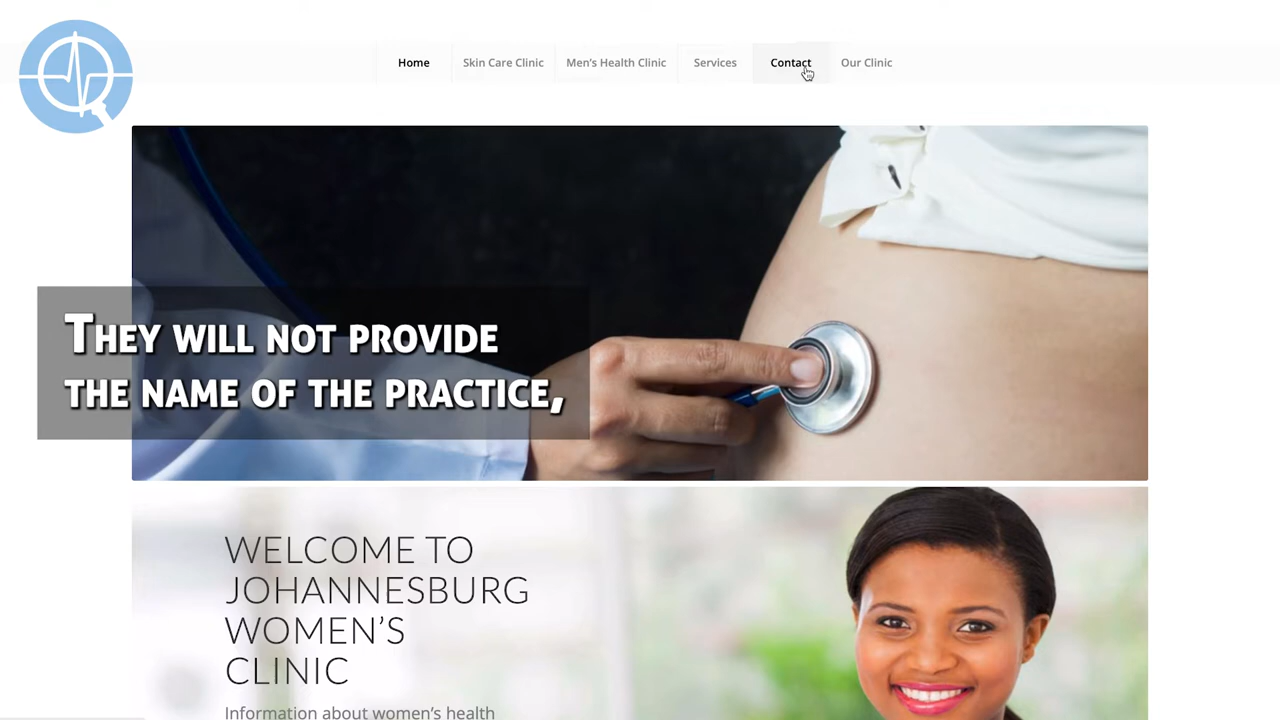 Home
Skin Care Clinic
Men's Health Clinic
Services
Contact
Our Clinic
They will not provide
the name of the practice,
WELCOME TO
JOHANNESBURG
WOMEN'S
CLINIC
Information about women's health